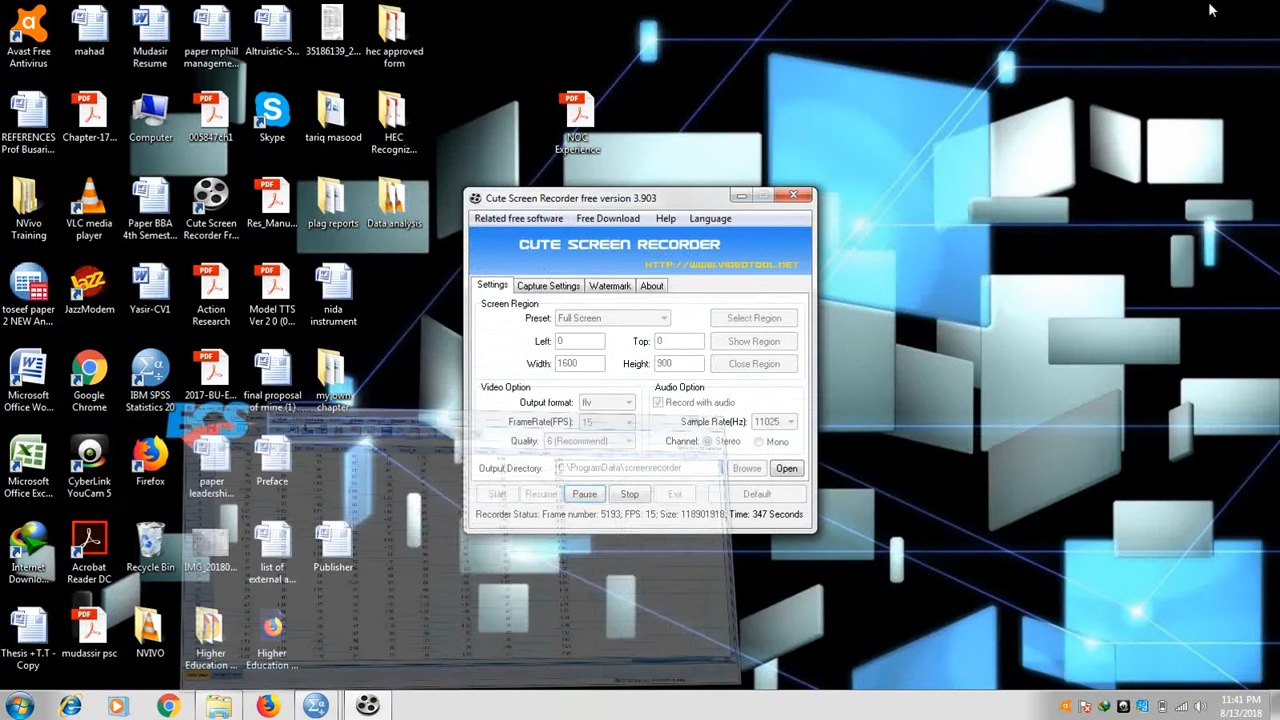 Avast Free
Antivirus
mahad
Mudasir
Resume
paper mphill
manageme...
Altruistic-S...
35186139_2...
hec approved
form
REFERENCES
Prof Busari...
Chapter-17...
Computer
005847ch1
Skype
tariq masood
HEC
Recogniz...
NOC
Experience
NVivo
Training
VLC media
player
Paper BBA
4th Semest...
Cute Screen
Recorder Fr...
Res_Manu...
plag reports
Data analysis
toseef paper
2 NEW An...
JazzModem
Yasir-CV1
Action
Research
Model TTS
Ver 2 0 (0...
nida
instrument
Microsoft
Office Wo...
Google
Chrome
IBM SPSS
Statistics 20
2017-BU-E...
final proposal
of mine (1)
my own
chapter
Microsoft
Office Exc...
CyberLink
YouCam 5
Firefox
paper
leadershi...
Preface
Internet
Downlo...
Acrobat
Reader DC
Recycle Bin
IMG_20180...
list of
external a...
Publisher
Thesis +T.T -
Copy
mudassir psc
NVIVO
Higher
Education ...
Higher
Education ...
Cute Screen Recorder free version 3.903
Related free software Free Download Help Language
CUTE SCREEN RECORDER
HTTP://WWW.VIDEOTOOL.NET
Settings Capture Settings Watermark About
Screen Region
Preset: Full Screen Select Region
Left: 0 Top: 0 Show Region
Width: 1600 Height: 900 Close Region
Video Option Audio Option
Output format: flv Record with audio
FrameRate(FPS): 15 Sample Rate(Hz): 11025
Quality: 6 (Recommend) Channel: Stereo Mono
Output Directory: C:\ProgramData\screenrecorder Browse Open
Start Resume Pause Stop Exit Default
Recorder Status: Frame number: 5193; FPS: 15; Size: 118901918; Time: 347 Seconds
11:41 PM
8/13/2018